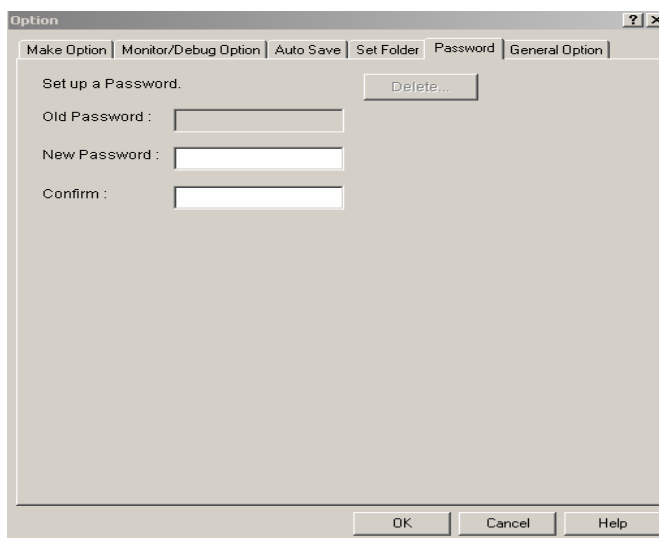 Option
Make Option Monitor/Debug Option Auto Save Set Folder Password General Option
Set up a Password.
Delete...
Old Password :
New Password :
Confirm :
OK Cancel Help